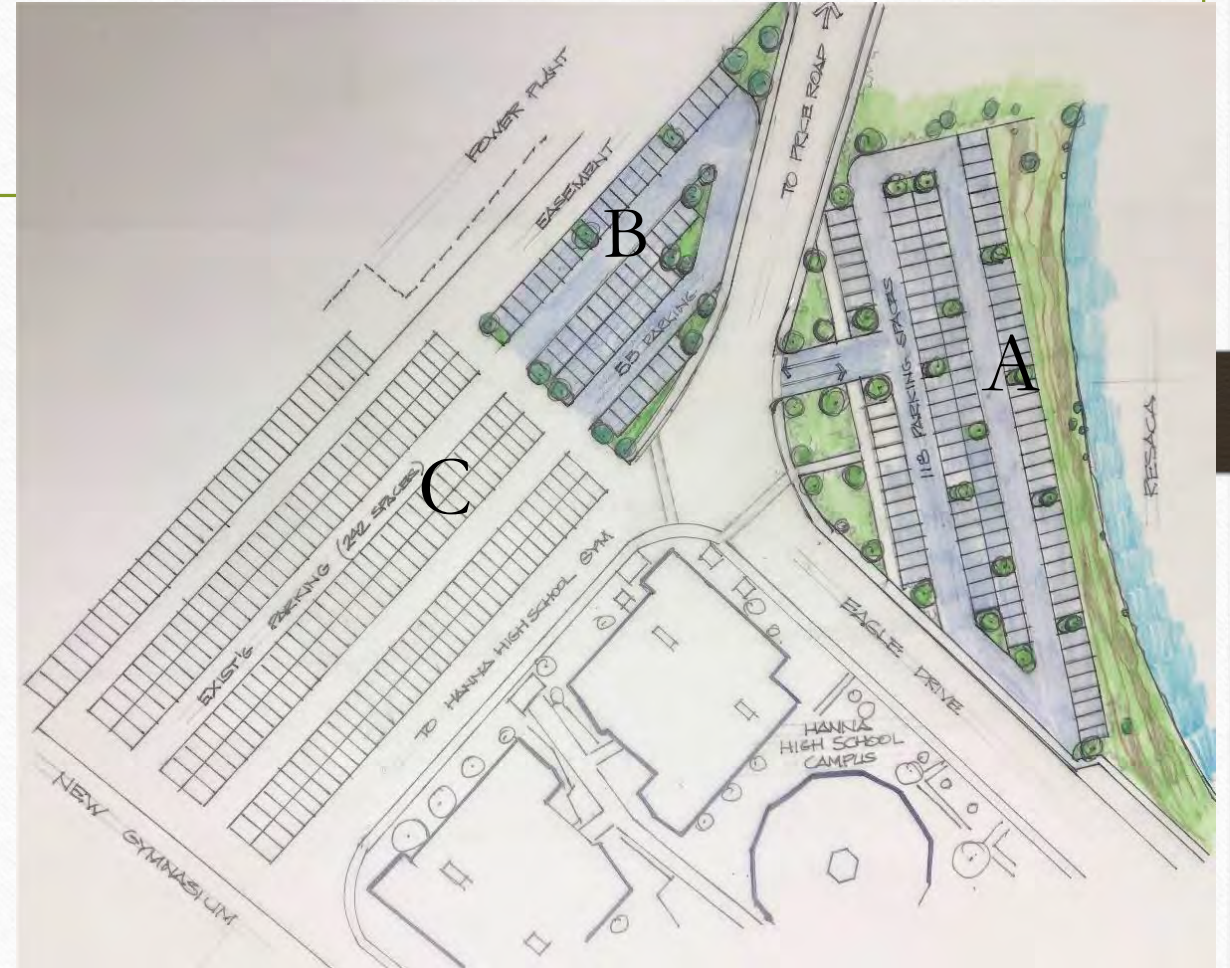 POWER PLANT
EASEMENT
TO PRICE ROAD
B
55 PARKING
A
118 PARKING SPACES
RESACA
C
EXIST'G PARKING (242 SPACES)
TO HANNA HIGH SCHOOL GYM
EAGLE DRIVE
HANNA
HIGH SCHOOL
CAMPUS
NEW GYMNASIUM